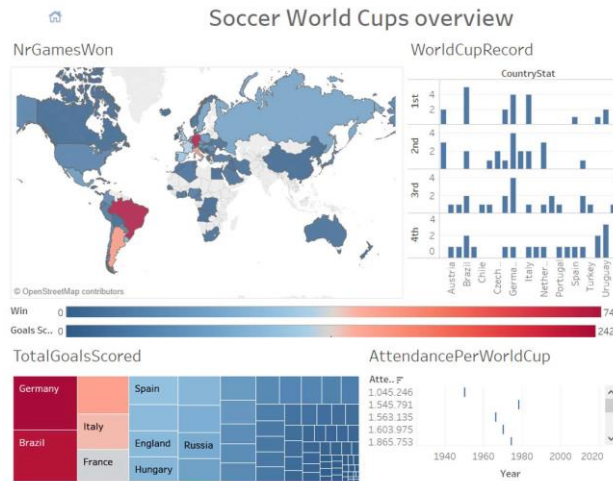 Soccer World Cups overview
NrGamesWon
© OpenStreetMap contributors
WorldCupRecord
CountryStat
1st
4
2
0
2nd
4
2
0
3rd
4
2
0
4th
4
2
0
Austria
Brazil
Chile
Czech ..
Germa..
Italy
Nether..
Portugal
Spain
Turkey
Uruguay
Win
0
74
Goals Sc..
0
242
TotalGoalsScored
Germany
Brazil
Italy
France
Spain
England
Hungary
Russia
AttendancePerWorldCup
Atte..
1.045.246
1.545.791
1.563.135
1.603.975
1.865.753
1940 1960 1980 2000 2020
Year